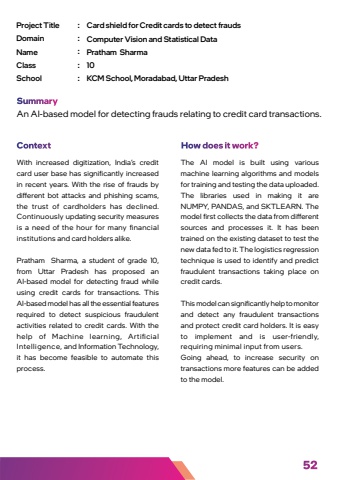 Project Title : Card shield for Credit cards to detect frauds
Domain : Computer Vision and Statistical Data
Name : Pratham Sharma
Class : 10
School : KCM School, Moradabad, Uttar Pradesh
Summary
An AI-based model for detecting frauds relating to credit card transactions.
Context
With increased digitization, India's credit
card user base has significantly increased
in recent years. With the rise of frauds by
different bot attacks and phishing scams,
the trust of cardholders has declined.
Continuously updating security measures
is a need of the hour for many financial
institutions and card holders alike.
Pratham Sharma, a student of grade 10,
from Uttar Pradesh has proposed an
AI-based model for detecting fraud while
using credit cards for transactions. This
AI-based model has all the essential features
required to detect suspicious fraudulent
activities related to credit cards. With the
help of Machine learning, Artificial
Intelligence, and Information Technology,
it has become feasible to automate this
process.
How does it work?
The AI model is built using various
machine learning algorithms and models
for training and testing the data uploaded.
The libraries used in making it are
NUMPY, PANDAS, and SKTLEARN. The
model first collects the data from different
sources and processes it. It has been
trained on the existing dataset to test the
new data fed to it. The logistics regression
technique is used to identify and predict
fraudulent transactions taking place on
credit cards.
This model can significantly help to monitor
and detect any fraudulent transactions
and protect credit card holders. It is easy
to implement and is user-friendly,
requiring minimal input from users.
Going ahead, to increase security on
transactions more features can be added
to the model.
52